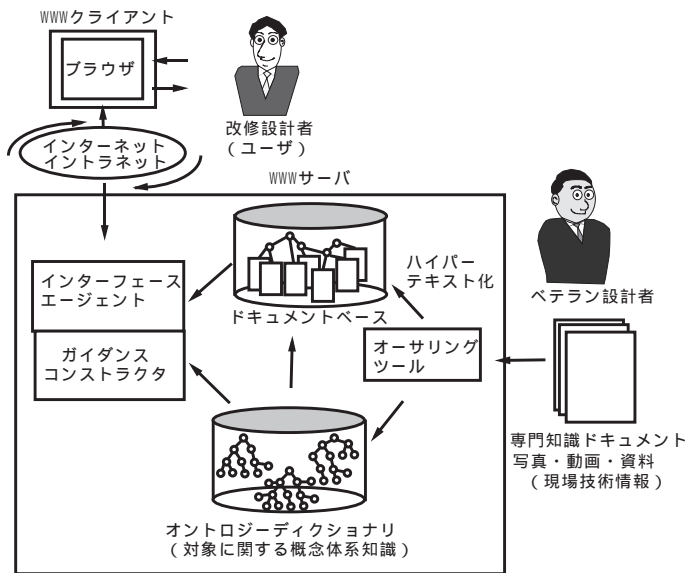 WWWクライアント
ブラウザ
改修設計者
（ユーザ）
インターネット
イントラネット
WWWサーバ
ベテラン設計者
インターフェース
エージェント
ガイダンス
コンストラクタ
ドキュメントベース
ハイパー
テキスト化
オーサリング
ツール
専門知識ドキュメント
写真・動画・資料
（現場技術情報）
オントロジーディクショナリ
（対象に関する概念体系知識）